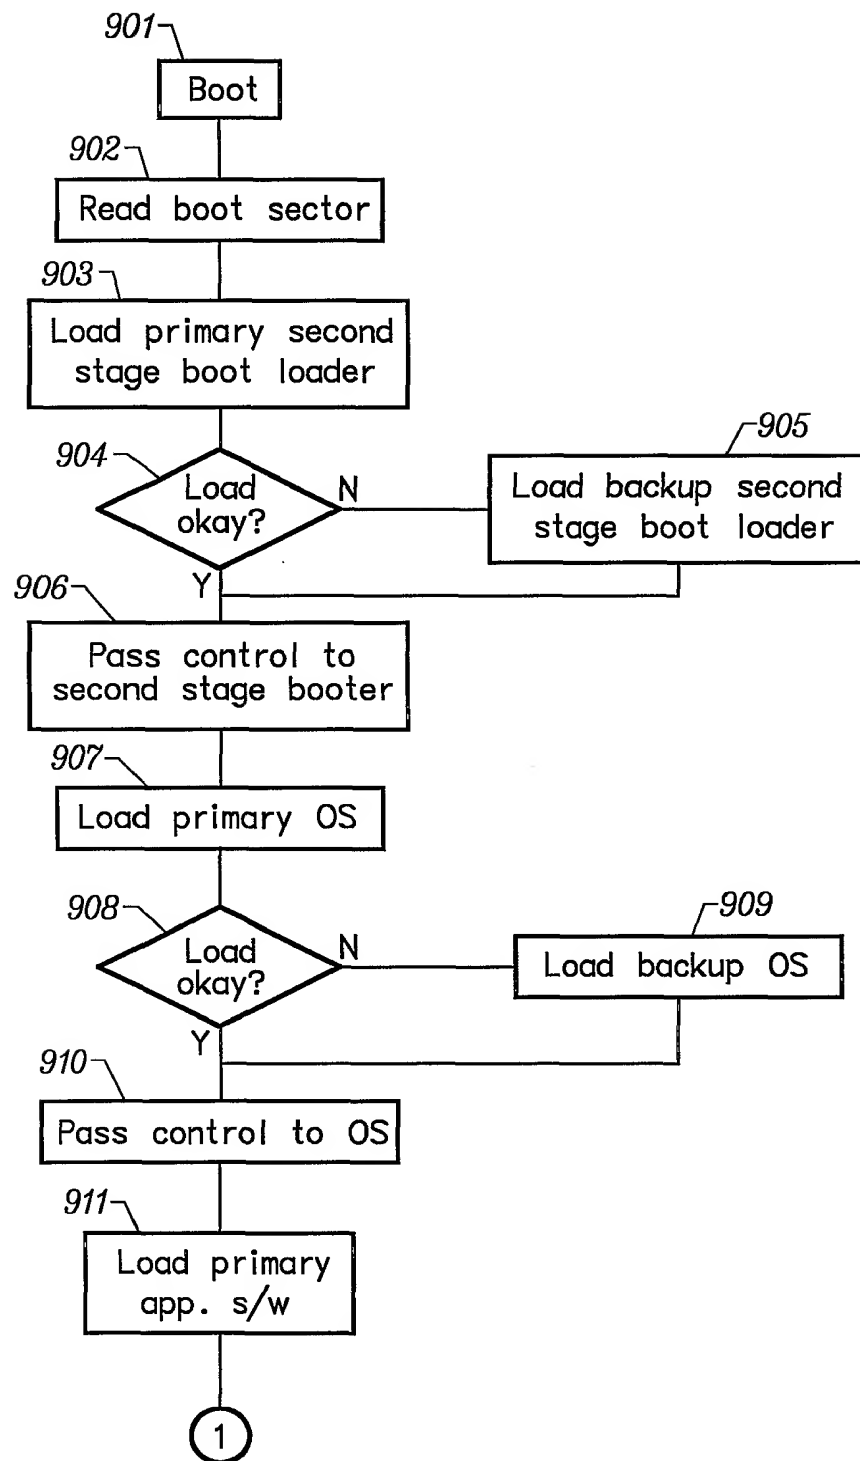 901
Boot
902
Read boot sector
903
Load primary second
stage boot loader
904
Load
okay?
N
Y
905
Load backup second
stage boot loader
906
Pass control to
second stage booter
907
Load primary OS
908
Load
okay?
N
Y
909
Load backup OS
910
Pass control to OS
911
Load primary
app. s/w
1